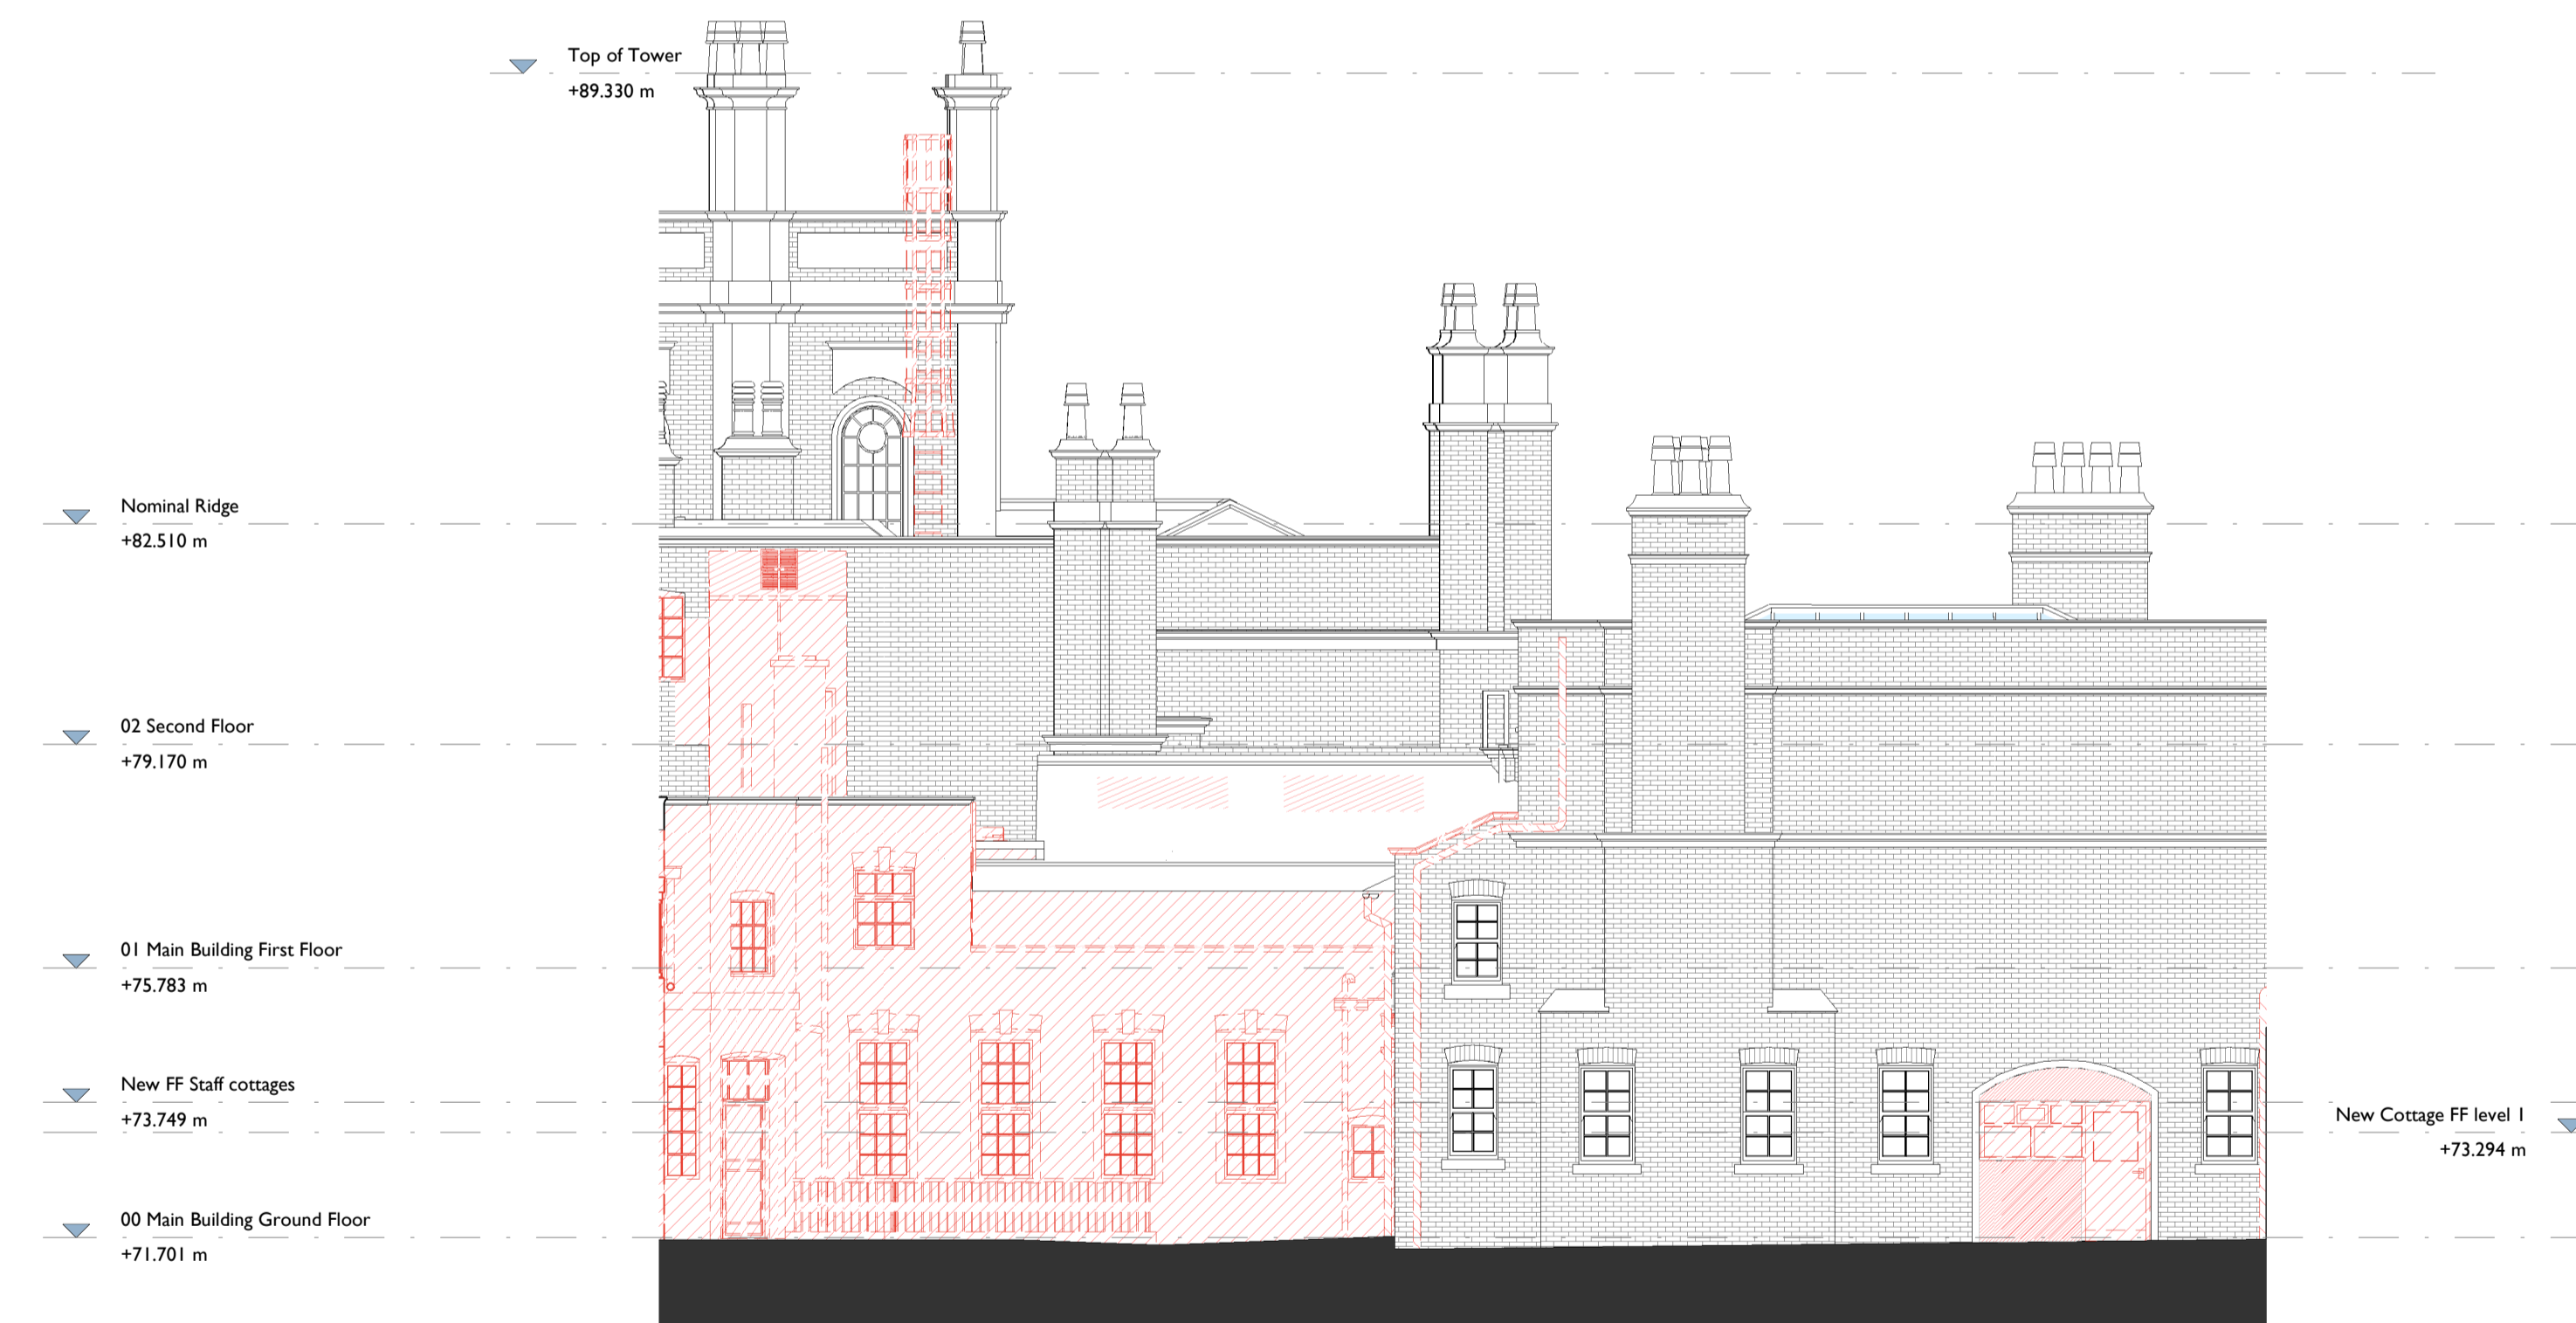 Top of Tower
+89.330 m
Nominal Ridge
+82.510 m
02 Second Floor
+79.170 m
01 Main Building First Floor
+75.783 m
New FF Staff cottages
+73.749 m
New Cottage FF level 1
+73.294 m
00 Main Building Ground Floor
+71.701 m